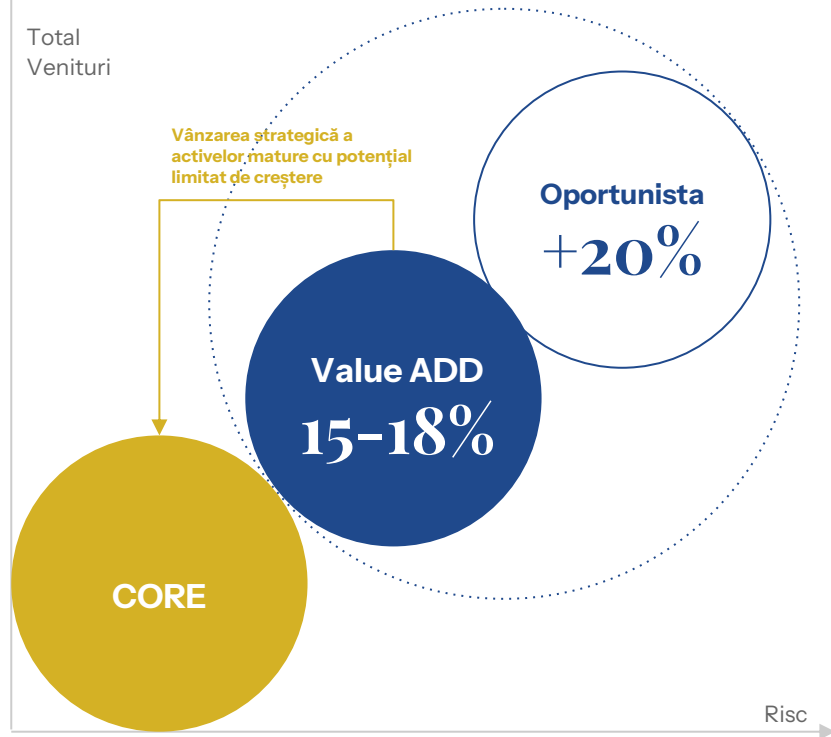 Total
Venituri
Vânzarea strategică a
activelor mature cu potențial
limitat de creștere
Oportunista
+20%
Value ADD
15-18%
CORE
Risc